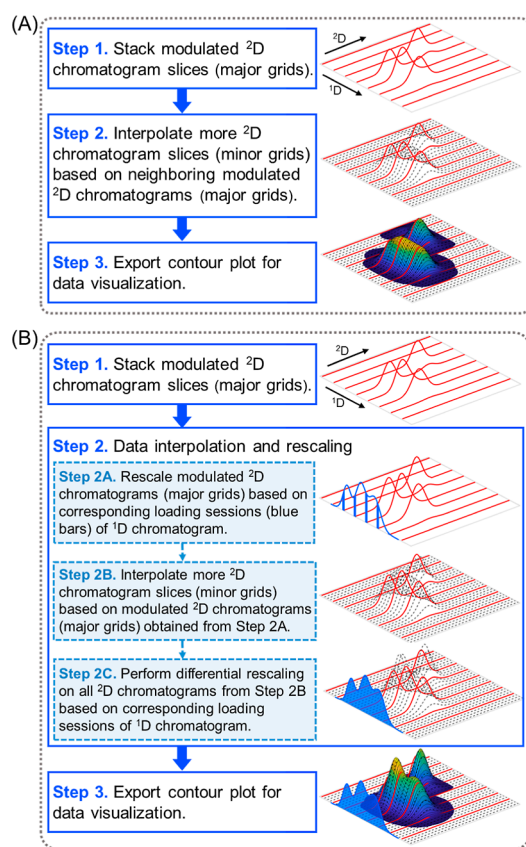 (A)
Step 1. Stack modulated ²D
chromatogram slices (major grids).
²D
¹D
Step 2. Interpolate more ²D
chromatogram slices (minor grids)
based on neighboring modulated
²D chromatograms (major grids).
Step 3. Export contour plot for
data visualization.
(B)
Step 1. Stack modulated ²D
chromatogram slices (major grids).
²D
¹D
Step 2. Data interpolation and rescaling
Step 2A. Rescale modulated ²D
chromatograms (major grids) based on
corresponding loading sessions (blue
bars) of ¹D chromatogram.
Step 2B. Interpolate more ²D
chromatogram slices (minor grids)
based on modulated ²D chromatograms
(major grids) obtained from Step 2A.
Step 2C. Perform differential rescaling
on all ²D chromatograms from Step 2B
based on corresponding loading
sessions of ¹D chromatogram.
Step 3. Export contour plot for
data visualization.